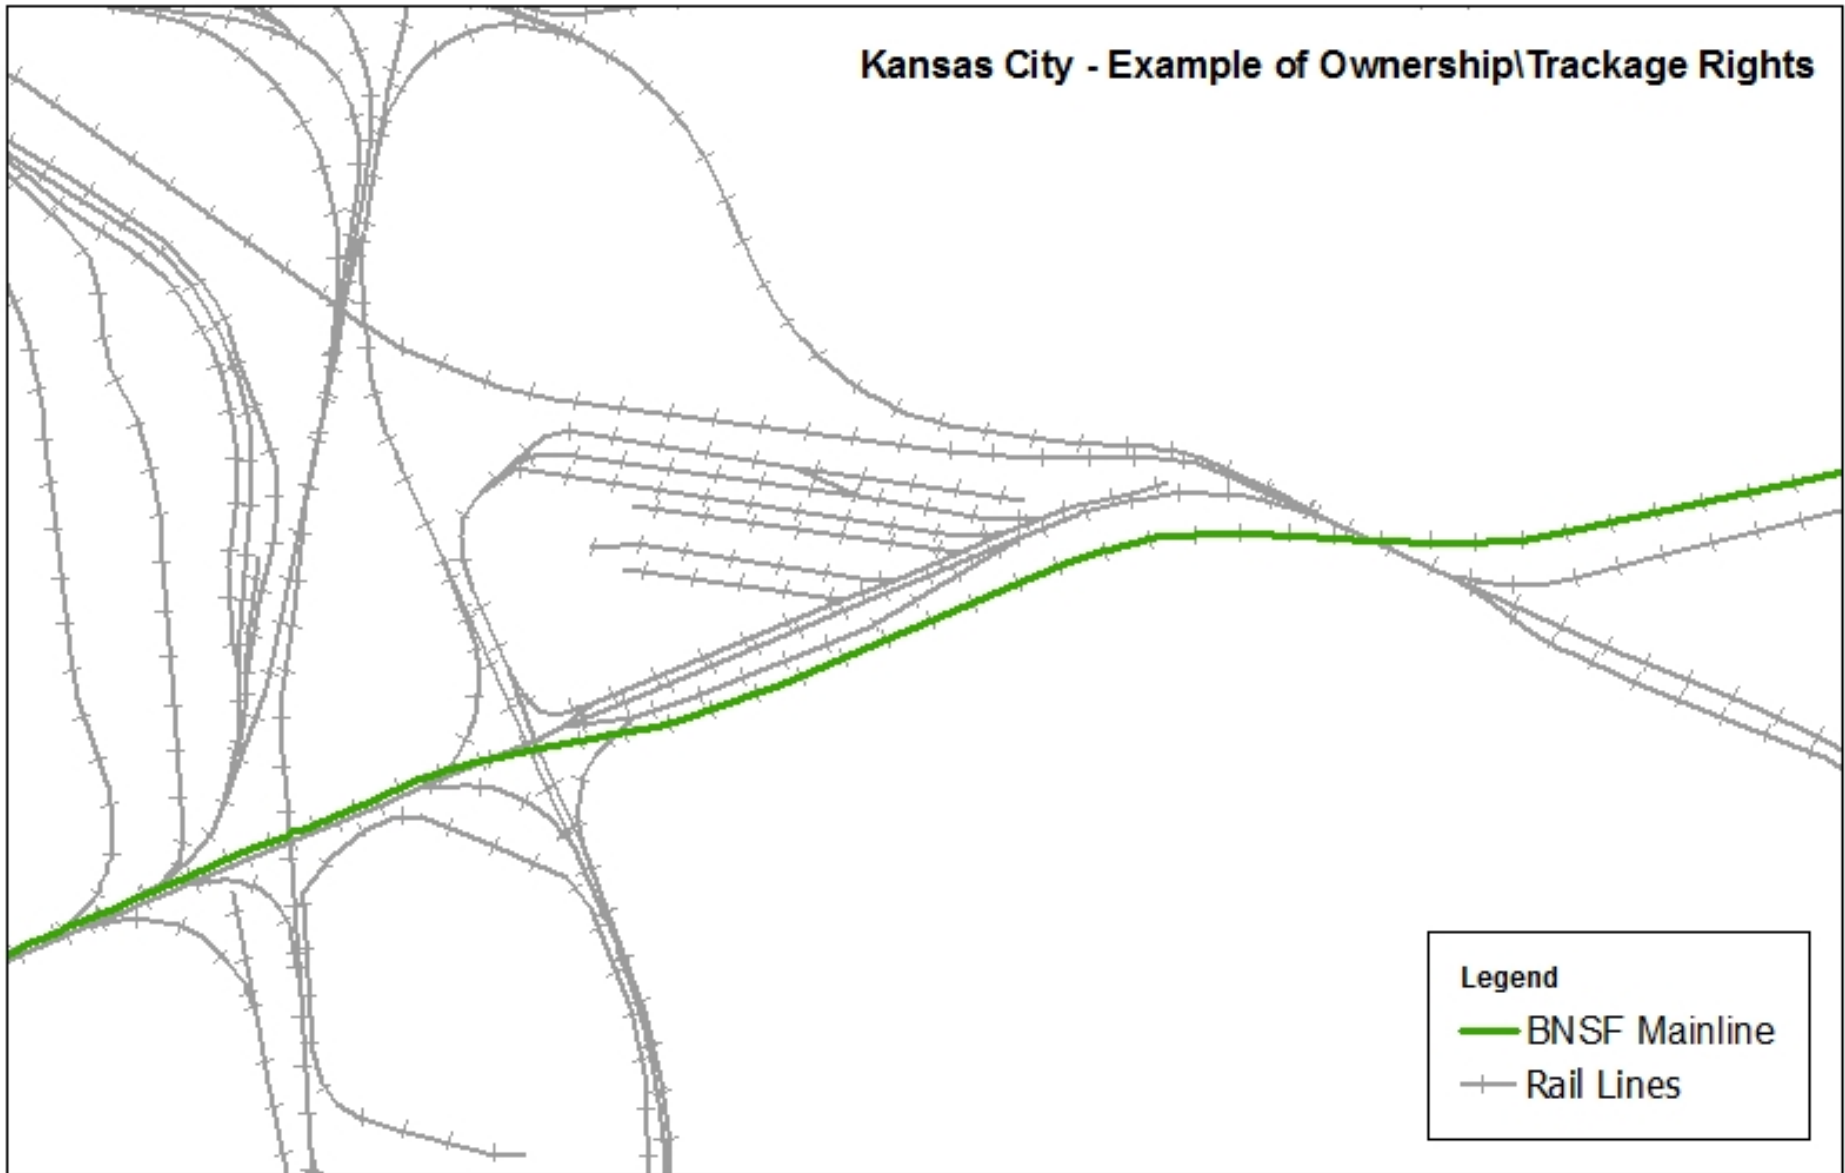 Kansas City - Example of Ownership\Trackage Rights
Legend
BNSF Mainline
Rail Lines